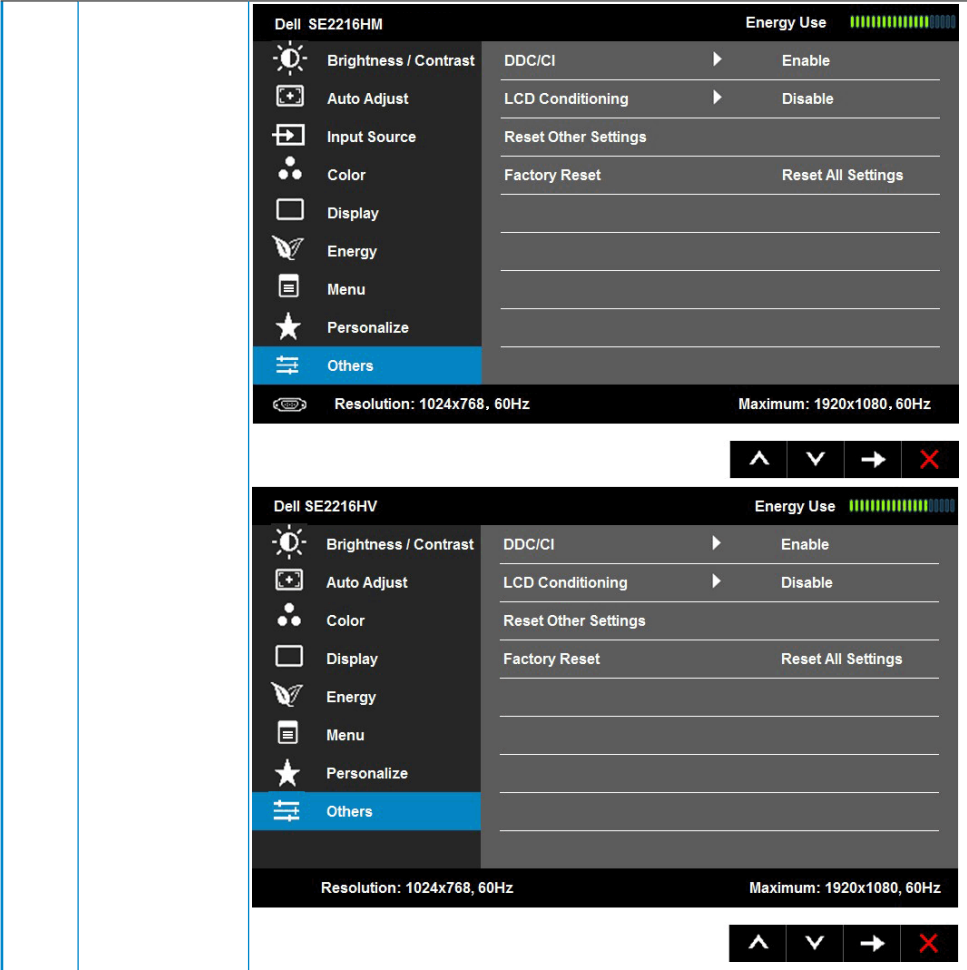 Dell SE2216HM Energy Use
Brightness / Contrast DDC/CI Enable
Auto Adjust LCD Conditioning Disable
Input Source Reset Other Settings
Color Factory Reset Reset All Settings
Display
Energy
Menu
Personalize
Others
Resolution: 1024x768, 60Hz Maximum: 1920x1080, 60Hz
Dell SE2216HV Energy Use
Brightness / Contrast DDC/CI Enable
Auto Adjust LCD Conditioning Disable
Color Reset Other Settings
Display Factory Reset Reset All Settings
Energy
Menu
Personalize
Others
Resolution: 1024x768, 60Hz Maximum: 1920x1080, 60Hz